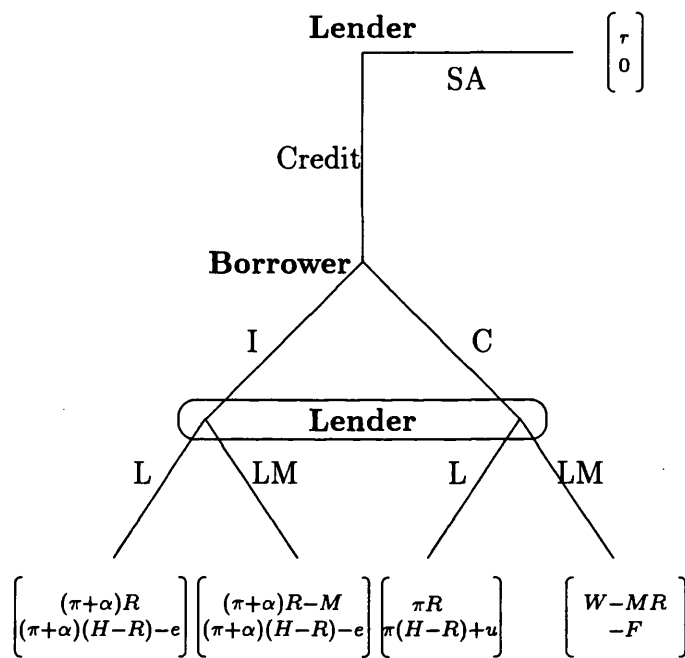 Lender
SA
r
0
Credit
Borrower
I
C
Lender
L
LM
L
LM
(π+α)R
(π+α)(H−R)−e
(π+α)R−M
(π+α)(H−R)−e
πR
π(H−R)+u
W−MR
−F